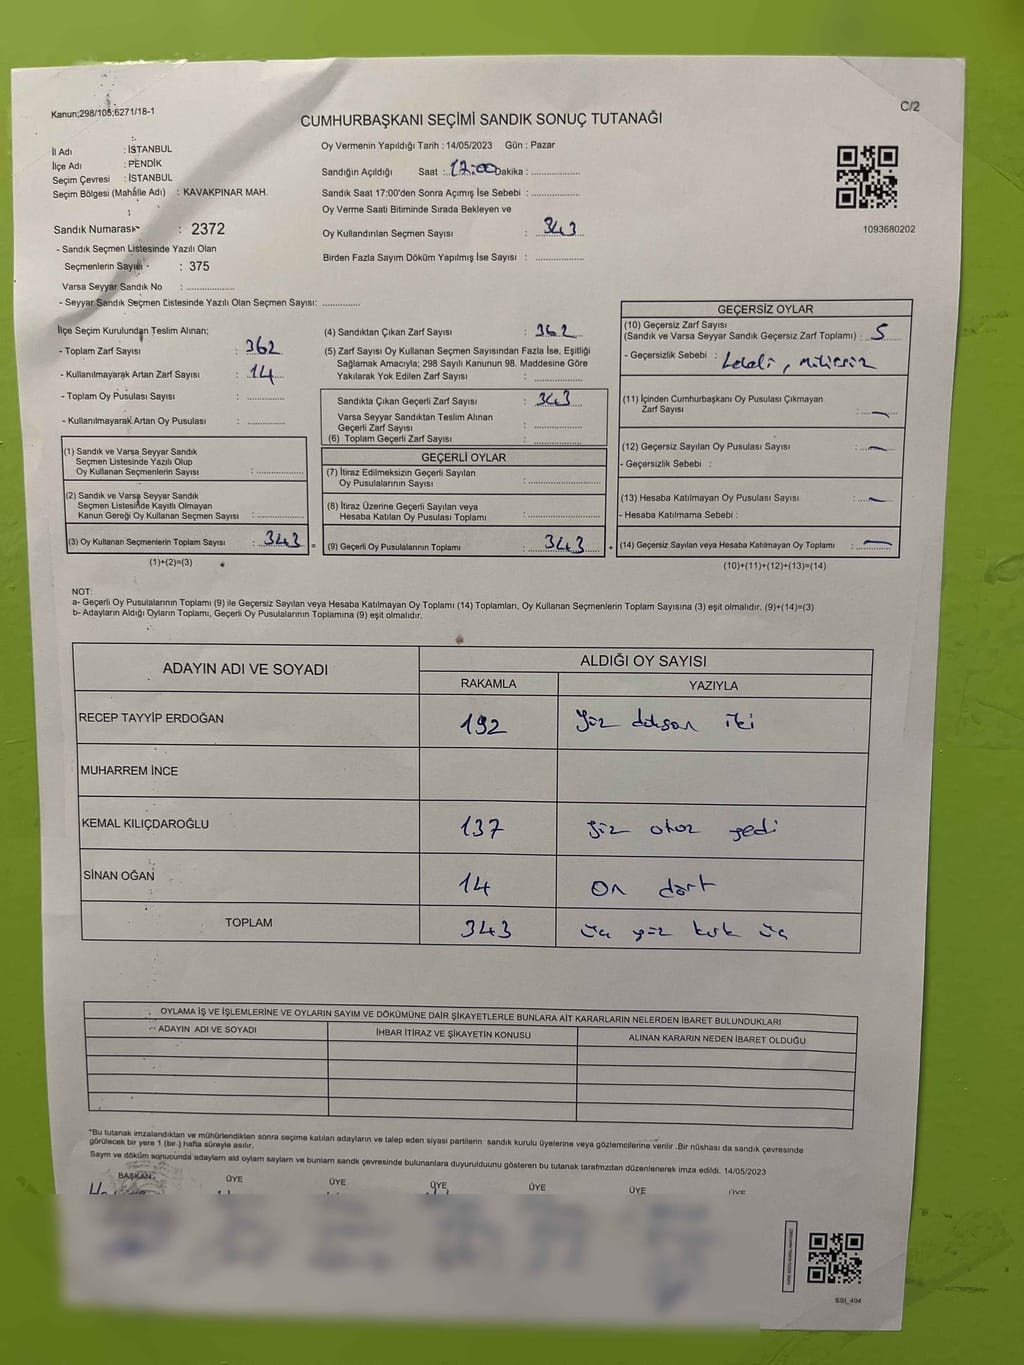 Kanun;298/105;6271/18-1
C/2
CUMHURBAŞKANI SEÇİMİ SANDIK SONUÇ TUTANAĞI
İl Adı : İSTANBUL
İlçe Adı : PENDİK
Seçim Çevresi : İSTANBUL
Seçim Bölgesi (Mahalle Adı) : KAVAKPINAR MAH.
Sandık Numarası : 2372
- Sandık Seçmen Listesinde Yazılı Olan
Seçmenlerin Sayısı : 375
Varsa Seyyar Sandık No : ..................
- Seyyar Sandık Seçmen Listesinde Yazılı Olan Seçmen Sayısı: ..............
Oy Vermenin Yapıldığı Tarih : 14/05/2023 Gün : Pazar
Sandığın Açıldığı Saat :. 17:00 Dakika : ..................
Sandık Saat 17:00'den Sonra Açımış İse Sebebi : ..................
Oy Verme Saati Bitiminde Sırada Bekleyen ve
Oy Kullandırılan Seçmen Sayısı : 343
Birden Fazla Sayım Döküm Yapılmış İse Sayısı : ..................
1093680202
İlçe Seçim Kurulundan Teslim Alınan;
- Toplam Zarf Sayısı : 362
- Kullanılmayarak Artan Zarf Sayısı : 14
- Toplam Oy Pusulası Sayısı : ..............
- Kullanılmayarak Artan Oy Pusulası : ..............
(1) Sandık ve Varsa Seyyar Sandık
Seçmen Listesinde Yazılı Olup
Oy Kullanan Seçmenlerin Sayısı : ..................
(2) Sandık ve Varsa Seyyar Sandık
Seçmen Listesinde Kayıtlı Olmayan
Kanun Gereği Oy Kullanan Seçmen Sayısı : ..................
(3) Oy Kullanan Seçmenlerin Toplam Sayısı : 343 =
(1)+(2)=(3)
(4) Sandıktan Çıkan Zarf Sayısı : 362
(5) Zarf Sayısı Oy Kullanan Seçmen Sayısından Fazla İse, Eşitliği
Sağlamak Amacıyla; 298 Sayılı Kanunun 98. Maddesine Göre
Yakılarak Yok Edilen Zarf Sayısı : ..................
Sandıkta Çıkan Geçerli Zarf Sayısı : 343
Varsa Seyyar Sandıktan Teslim Alınan
Geçerli Zarf Sayısı : ..................
(6) Toplam Geçerli Zarf Sayısı : ..................
GEÇERLİ OYLAR
(7) İtiraz Edilmeksizin Geçerli Sayılan
Oy Pusulalarının Sayısı : ..................
(8) İtiraz Üzerine Geçerli Sayılan veya
Hesaba Katılan Oy Pusulası Toplamı : ..................
(9) Geçerli Oy Pusulalarının Toplamı : 343 +
GEÇERSİZ OYLAR
(10) Geçersiz Zarf Sayısı
(Sandık ve Varsa Seyyar Sandık Geçersiz Zarf Toplamı) : 5
- Geçersizlik Sebebi : Lekeli, Mühürsüz
(11) İçinden Cumhurbaşkanı Oy Pusulası Çıkmayan
Zarf Sayısı : —
(12) Geçersiz Sayılan Oy Pusulası Sayısı : —
- Geçersizlik Sebebi :
(13) Hesaba Katılmayan Oy Pusulası Sayısı : —
- Hesaba Katılmama Sebebi :
(14) Geçersiz Sayılan veya Hesaba Katılmayan Oy Toplamı : —
(10)+(11)+(12)+(13)=(14)
NOT:
a- Geçerli Oy Pusulalarının Toplamı (9) ile Geçersiz Sayılan veya Hesaba Katılmayan Oy Toplamı (14) Toplamları, Oy Kullanan Seçmenlerin Toplam Sayısına (3) eşit olmalıdır. (9)+(14)=(3)
b- Adayların Aldığı Oyların Toplamı, Geçerli Oy Pusulalarının Toplamına (9) eşit olmalıdır.
ADAYIN ADI VE SOYADI
ALDIĞI OY SAYISI
RAKAMLA YAZIYLA
RECEP TAYYİP ERDOĞAN 192 yüz doksan iki
MUHARREM İNCE
KEMAL KILIÇDAROĞLU 137 yüz otuz yedi
SİNAN OĞAN 14 on dört
TOPLAM 343 üç yüz kırk üç
OYLAMA İŞ VE İŞLEMLERİNE VE OYLARIN SAYIM VE DÖKÜMÜNE DAİR ŞİKAYETLERLE BUNLARA AİT KARARLARIN NELERDEN İBARET BULUNDUKLARI
ADAYIN ADI VE SOYADI İHBAR İTİRAZ VE ŞİKAYETİN KONUSU ALINAN KARARIN NEDEN İBARET OLDUĞU
*Bu tutanak imzalandıktan ve mühürlendikten sonra seçime katılan adayların ve talep eden siyasi partilerin sandık kurulu üyelerine veya gözlemcilerine verilir .Bir nüshası da sandık çevresinde
görülecek bir yere 1 (bir.) hafta süreyle asılır.
Sayım ve döküm sonucunda adayların ald oyların sayların ve bunların sandk çevresinde bulunanlara duyurulduunu gösteren bu tutanak tarafmzdan düzenlenerek imza edildi. 14/05/2023
BAŞKAN ÜYE ÜYE ÜYE ÜYE ÜYE ÜYE
SSI_404